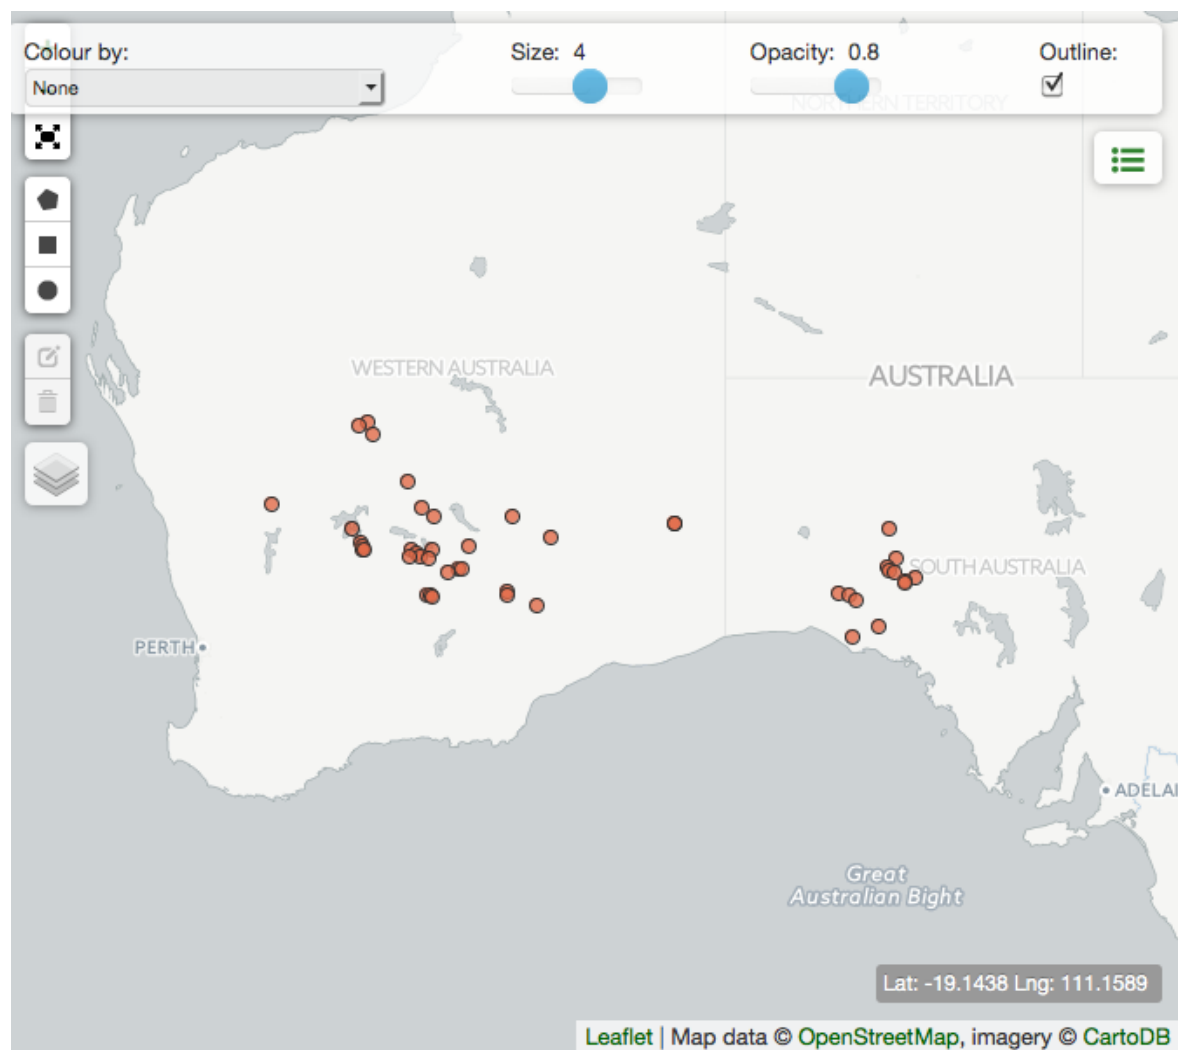 Colour by:
Size: 4
Opacity: 0.8
Outline:
None
NORTHERN TERRITORY
WESTERN AUSTRALIA
AUSTRALIA
SOUTH AUSTRALIA
PERTH
ADELAI
Great
Australian Bight
Lat: -19.1438 Lng: 111.1589
Leaflet | Map data © OpenStreetMap, imagery © CartoDB